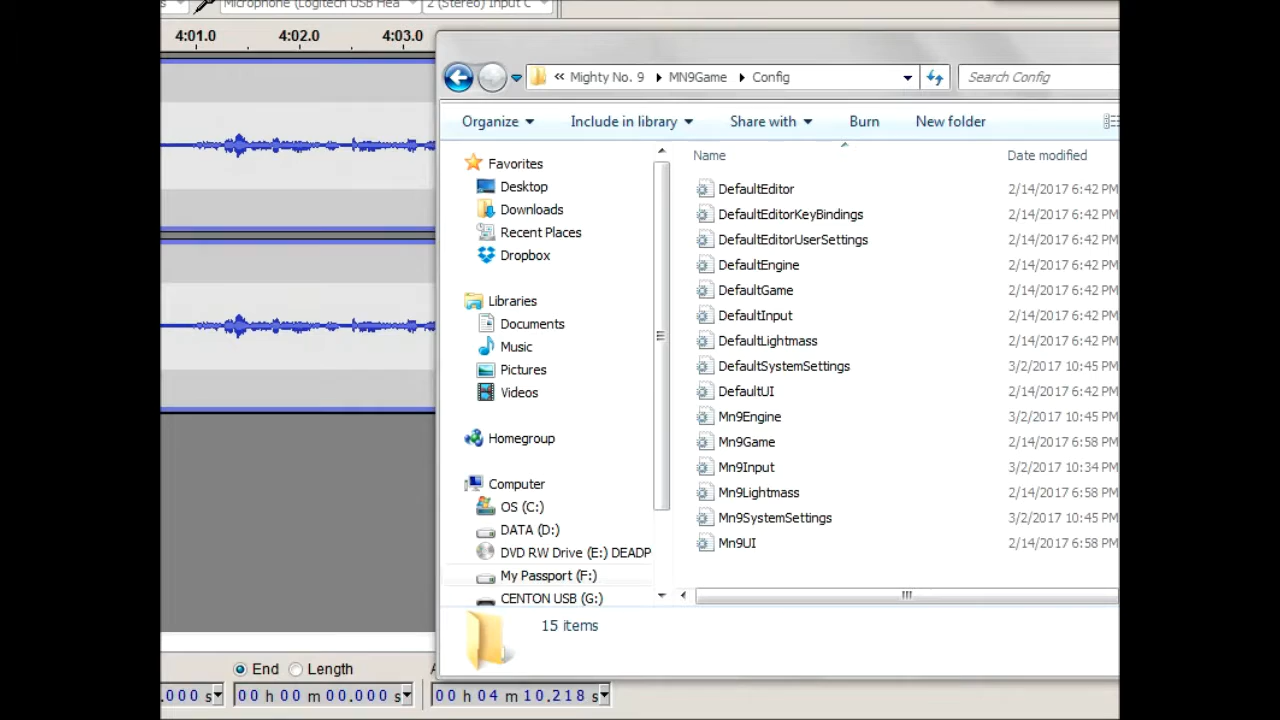 Microphone (Logitech USB Hea
2 (Stereo) Input C
4:01.0 4:02.0 4:03.0
« Mighty No. 9 MN9Game Config
Search Config
Organize Include in library Share with Burn New folder
Name Date modified
Favorites
Desktop
Downloads
Recent Places
Dropbox
Libraries
Documents
Music
Pictures
Videos
Homegroup
Computer
OS (C:)
DATA (D:)
DVD RW Drive (E:) DEADP
My Passport (F:)
CENTON USB (G:)
DefaultEditor 2/14/2017 6:42 PM
DefaultEditorKeyBindings 2/14/2017 6:42 PM
DefaultEditorUserSettings 2/14/2017 6:42 PM
DefaultEngine 2/14/2017 6:42 PM
DefaultGame 2/14/2017 6:42 PM
DefaultInput 2/14/2017 6:42 PM
DefaultLightmass 2/14/2017 6:42 PM
DefaultSystemSettings 3/2/2017 10:45 PM
DefaultUI 2/14/2017 6:42 PM
Mn9Engine 3/2/2017 10:45 PM
Mn9Game 2/14/2017 6:58 PM
Mn9Input 3/2/2017 10:34 PM
Mn9Lightmass 2/14/2017 6:58 PM
Mn9SystemSettings 3/2/2017 10:45 PM
Mn9UI 2/14/2017 6:58 PM
15 items
End Length
.000 s 00 h 00 m 00.000 s 00 h 04 m 10.218 s